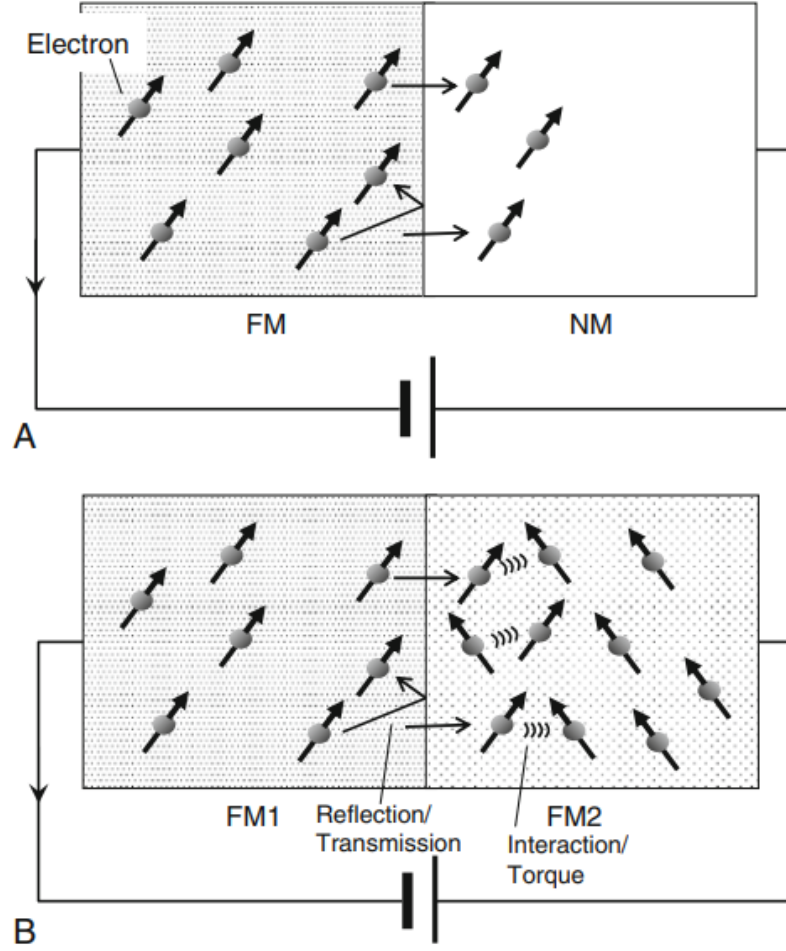 Electron
FM
NM
A
FM1
Reflection/
Transmission
FM2
Interaction/
Torque
B